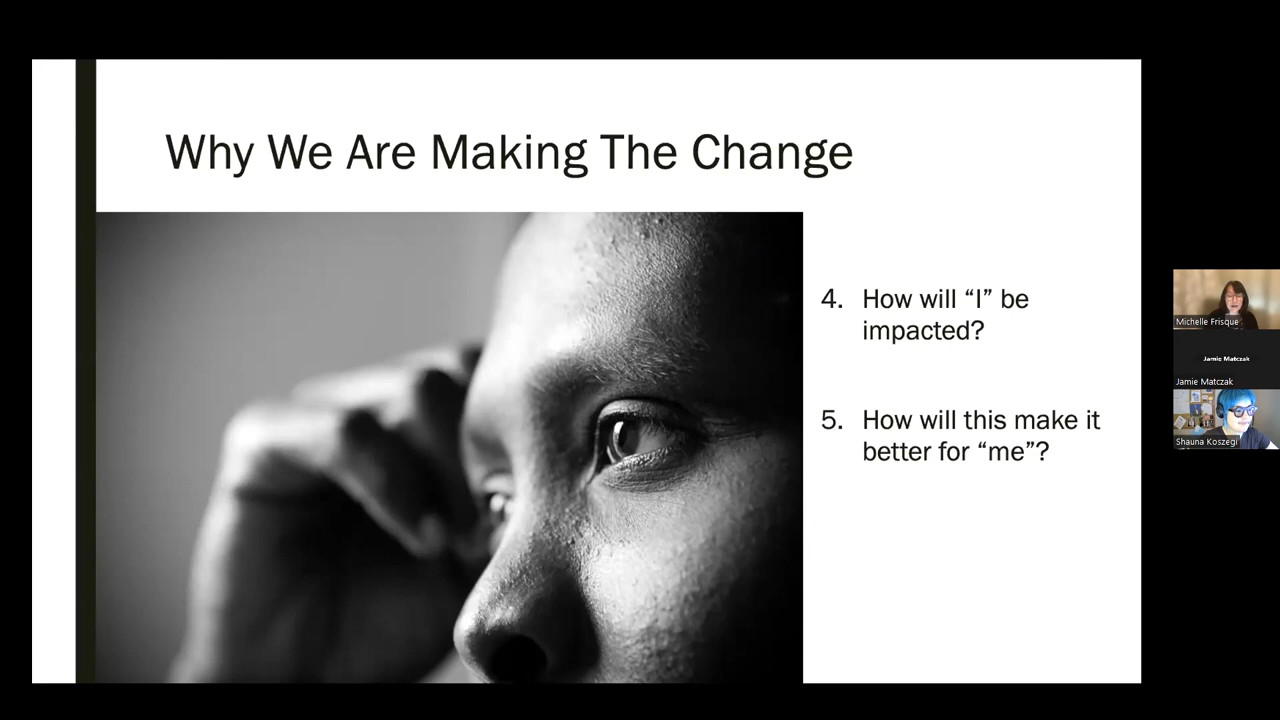 Why We Are Making The Change
4. How will “I” be
impacted?
5. How will this make it
better for “me”?
Michelle Frisque
Jamie Matczak
Jamie Matczak
Shauna Koszegi